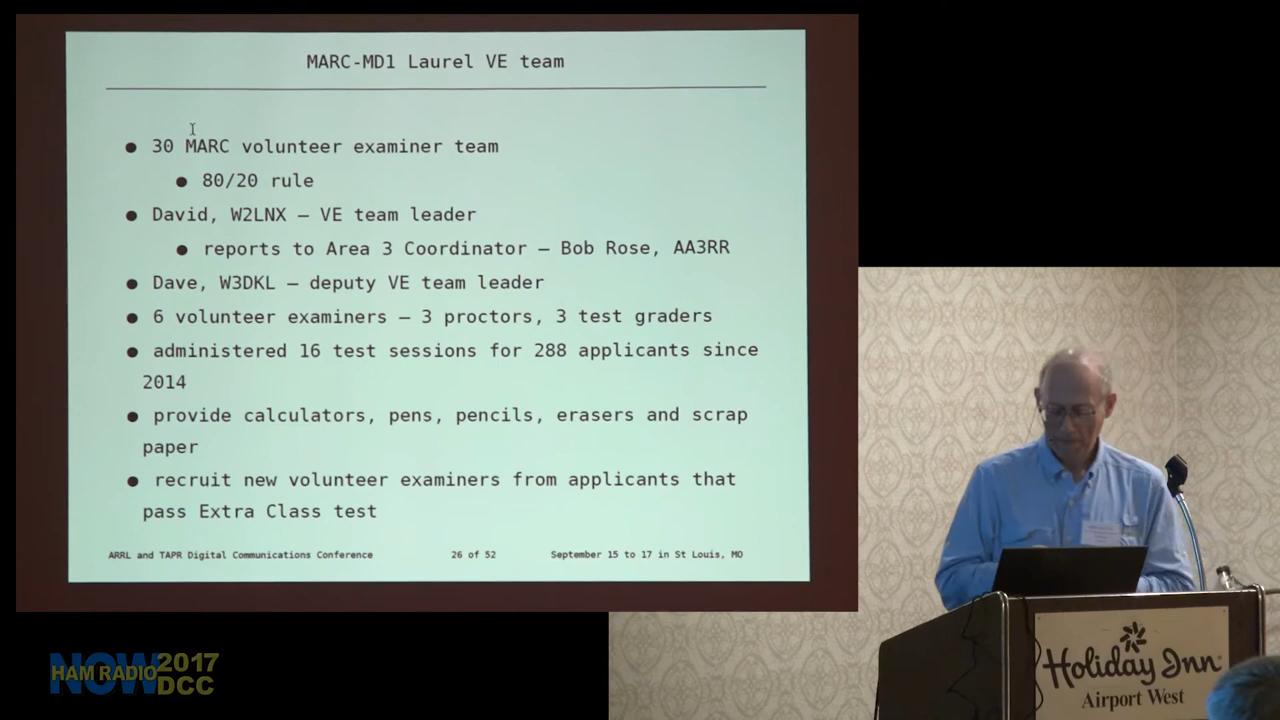 MARC-MD1 Laurel VE team
● 30 MARC volunteer examiner team
● 80/20 rule
● David, W2LNX – VE team leader
● reports to Area 3 Coordinator – Bob Rose, AA3RR
● Dave, W3DKL – deputy VE team leader
● 6 volunteer examiners – 3 proctors, 3 test graders
● administered 16 test sessions for 288 applicants since
2014
● provide calculators, pens, pencils, erasers and scrap
paper
● recruit new volunteer examiners from applicants that
pass Extra Class test
ARRL and TAPR Digital Communications Conference 26 of 52 September 15 to 17 in St Louis, MO
NOW
HAM RADIO
2017
DCC
Holiday Inn
Airport West